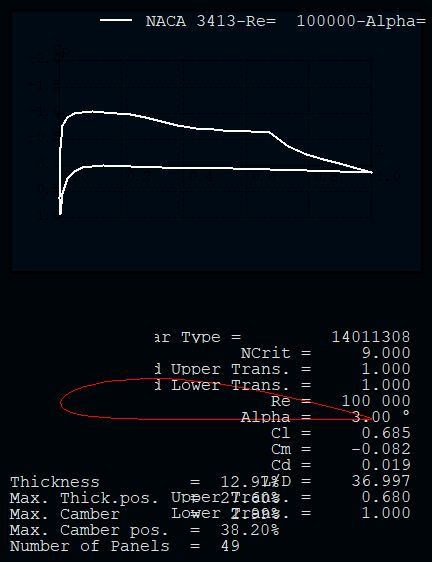 NACA 3413-Re= 100000-Alpha=
ar Type = 14011308
NCrit = 9.000
d Upper Trans. = 1.000
d Lower Trans. = 1.000
Re = 100 000
Alpha = 3.00 °
Cl = 0.685
Cm = -0.082
Cd = 0.019
L/D = 36.997
Upper Trans. = 0.680
Lower Trans. = 1.000
Thickness = 12.97%
Max. Thick.pos. = 27.60%
Max. Camber = 2.99%
Max. Camber pos. = 38.20%
Number of Panels = 49